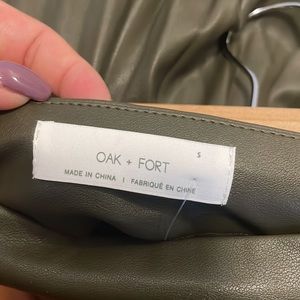 OAK + FORT
S
MADE IN CHINA | FABRIQUÉ EN CHINE